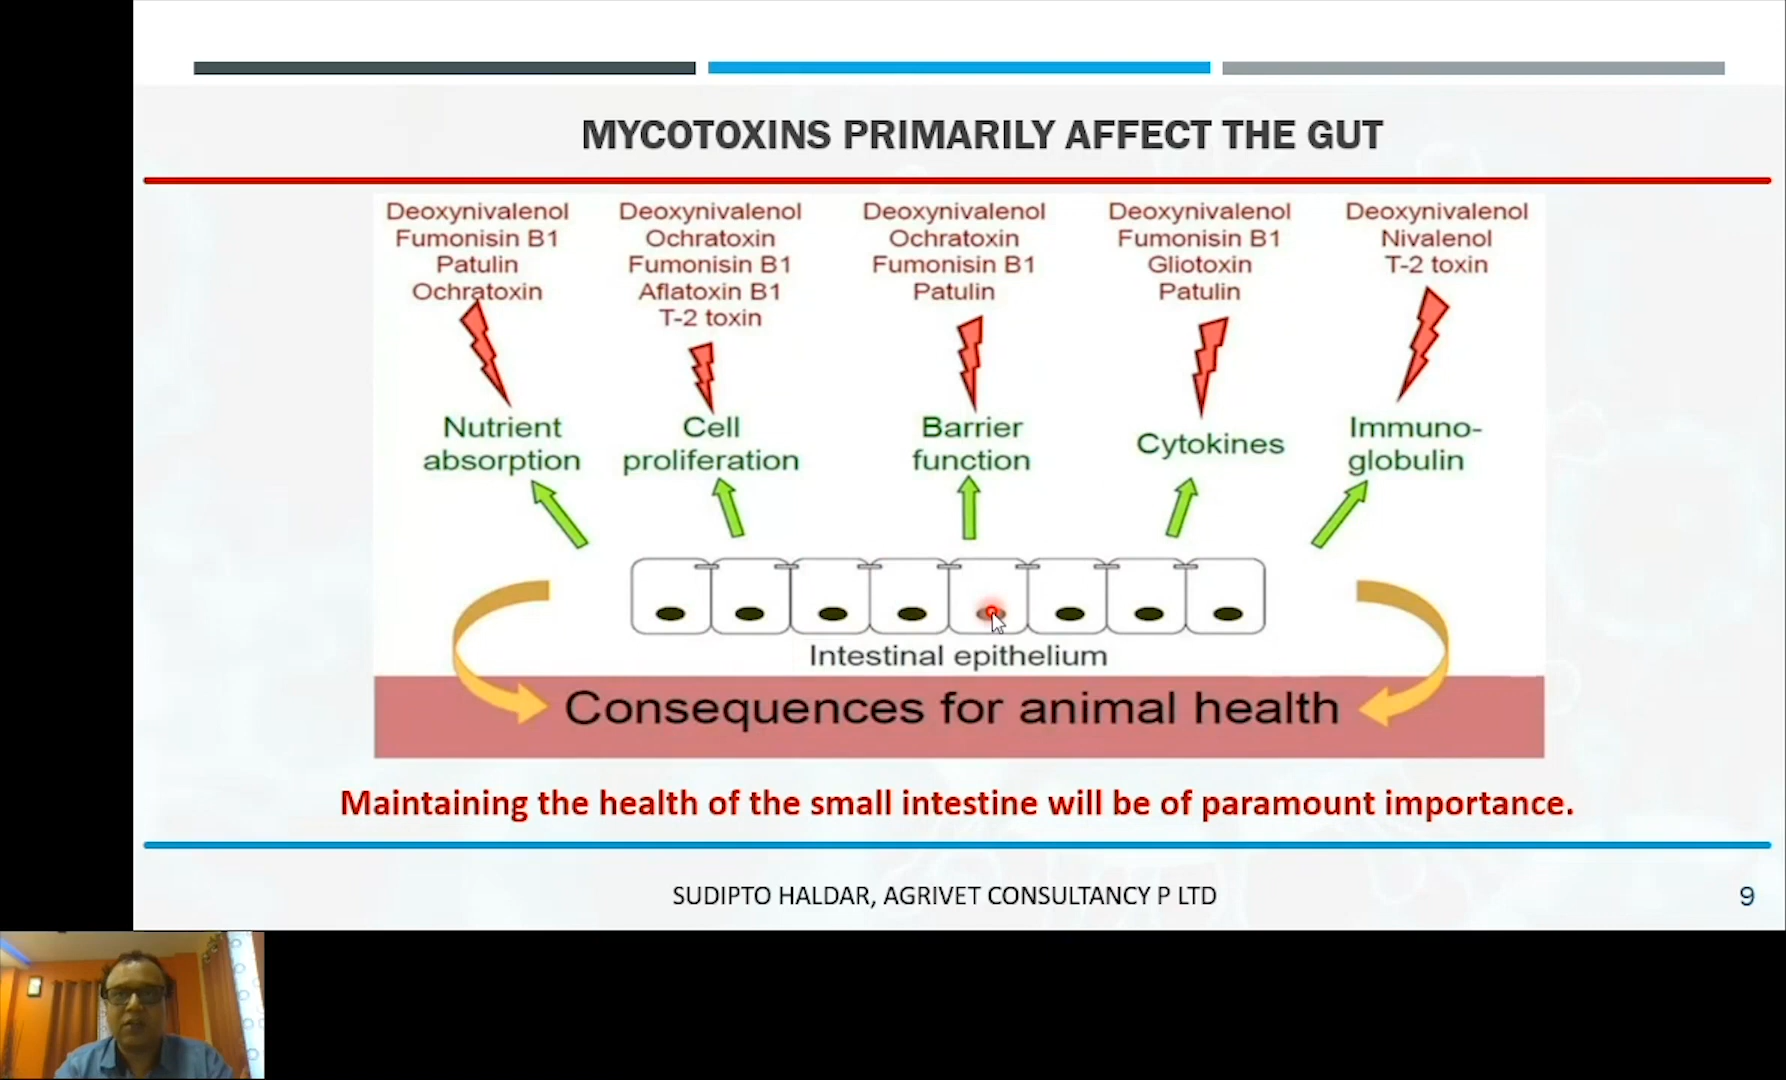 MYCOTOXINS PRIMARILY AFFECT THE GUT
Deoxynivalenol
Fumonisin B1
Patulin
Ochratoxin
Deoxynivalenol
Ochratoxin
Fumonisin B1
Aflatoxin B1
T-2 toxin
Deoxynivalenol
Ochratoxin
Fumonisin B1
Patulin
Deoxynivalenol
Fumonisin B1
Gliotoxin
Patulin
Deoxynivalenol
Nivalenol
T-2 toxin
Nutrient
absorption
Cell
proliferation
Barrier
function
Cytokines
Immuno-
globulin
Intestinal epithelium
Consequences for animal health
Maintaining the health of the small intestine will be of paramount importance.
SUDIPTO HALDAR, AGRIVET CONSULTANCY P LTD
9